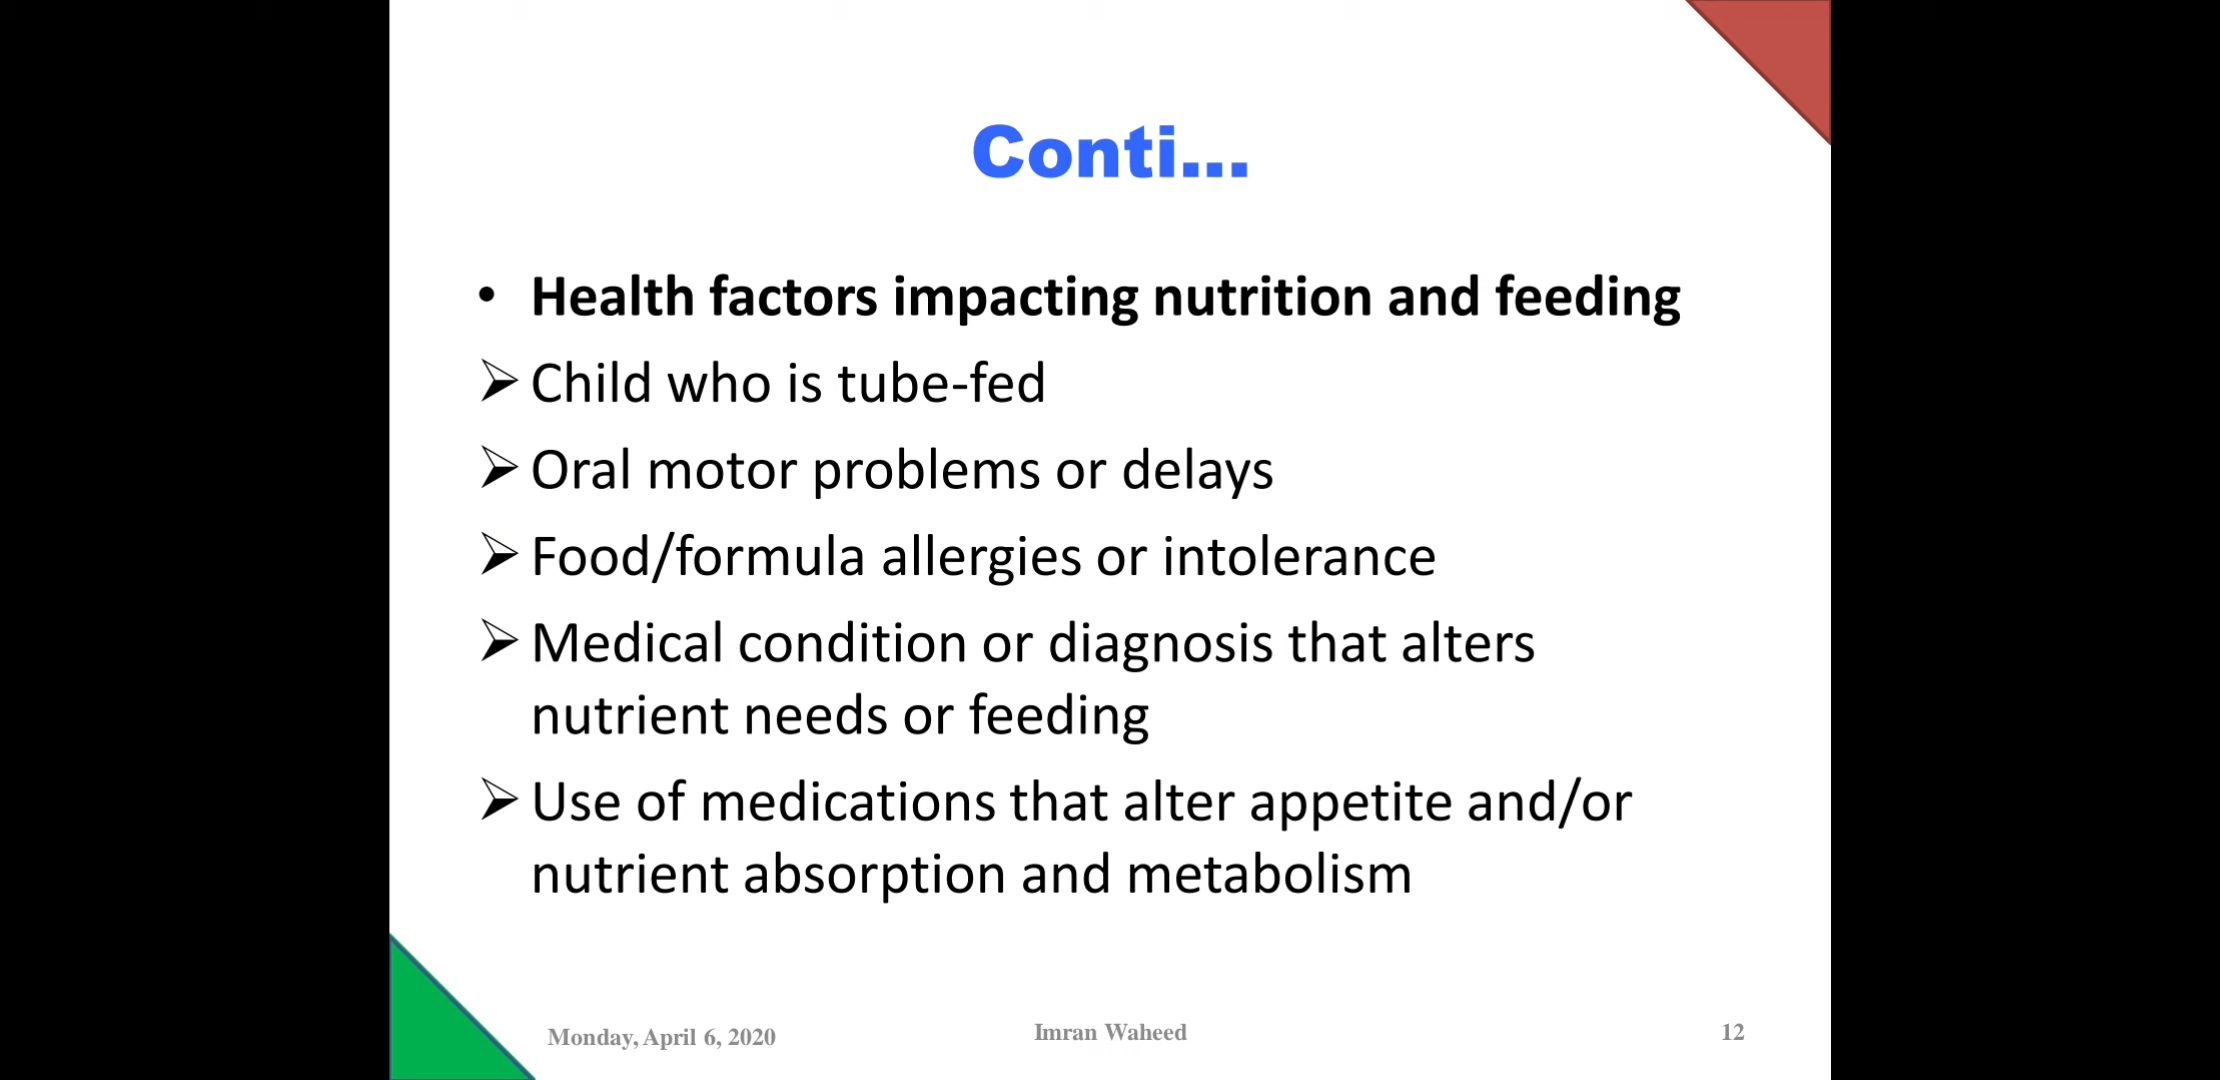 Conti...
• Health factors impacting nutrition and feeding
➢ Child who is tube-fed
➢ Oral motor problems or delays
➢ Food/formula allergies or intolerance
➢ Medical condition or diagnosis that alters
nutrient needs or feeding
➢ Use of medications that alter appetite and/or
nutrient absorption and metabolism
Monday, April 6, 2020
Imran Waheed
12